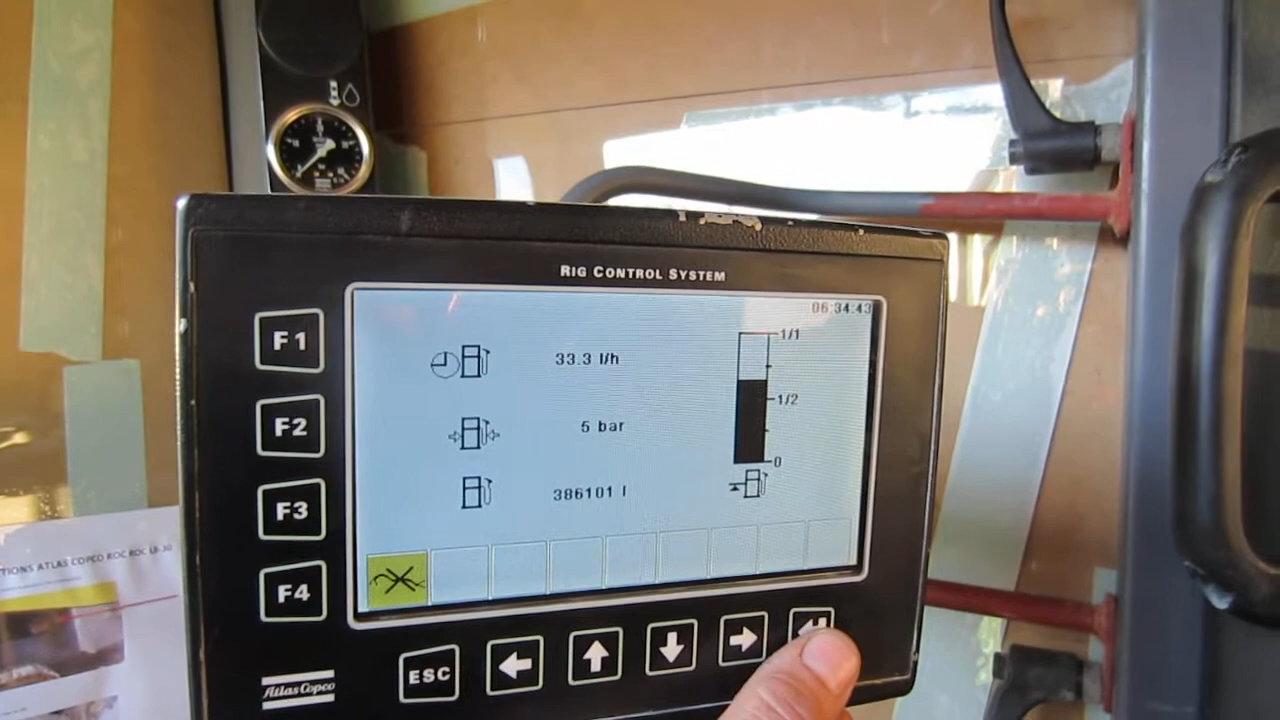 RIG CONTROL SYSTEM
06:34:43
F1
F2
F3
F4
33.3 l/h
5 bar
386101 l
1/1
1/2
0
ESC
Atlas Copco
TIONS ATLAS COPCO ROC ROC L8-30